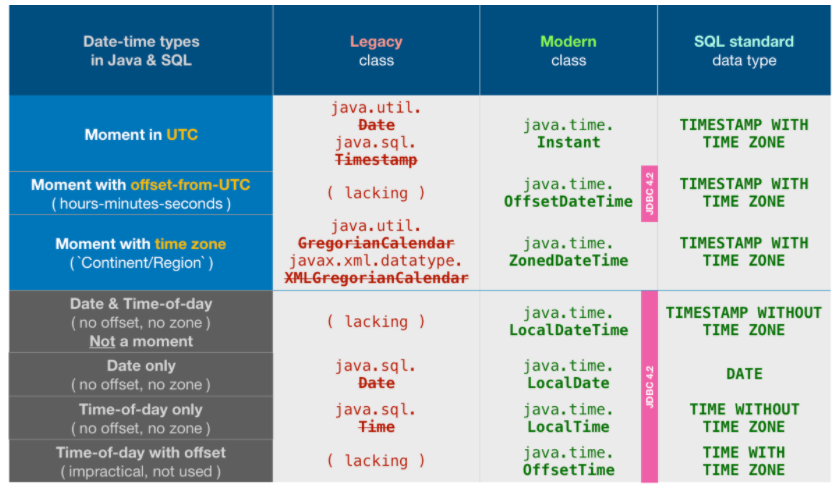 Date-time types
in Java & SQL
Legacy
class
Modern
class
SQL standard
data type
Moment in UTC
java.util.
Date
java.sql.
Timestamp
java.time.
Instant
TIMESTAMP WITH
TIME ZONE
Moment with offset-from-UTC
( hours-minutes-seconds )
( lacking )
java.time.
OffsetDateTime
JDBC 4.2
TIMESTAMP WITH
TIME ZONE
Moment with time zone
( `Continent/Region` )
java.util.
GregorianCalendar
javax.xml.datatype.
XMLGregorianCalendar
java.time.
ZonedDateTime
TIMESTAMP WITH
TIME ZONE
Date & Time-of-day
( no offset, no zone )
Not a moment
( lacking )
java.time.
LocalDateTime
JDBC 4.2
TIMESTAMP WITHOUT
TIME ZONE
Date only
( no offset, no zone )
java.sql.
Date
java.time.
LocalDate
DATE
Time-of-day only
( no offset, no zone )
java.sql.
Time
java.time.
LocalTime
TIME WITHOUT
TIME ZONE
Time-of-day with offset
( impractical, not used )
( lacking )
java.time.
OffsetTime
TIME WITH
TIME ZONE